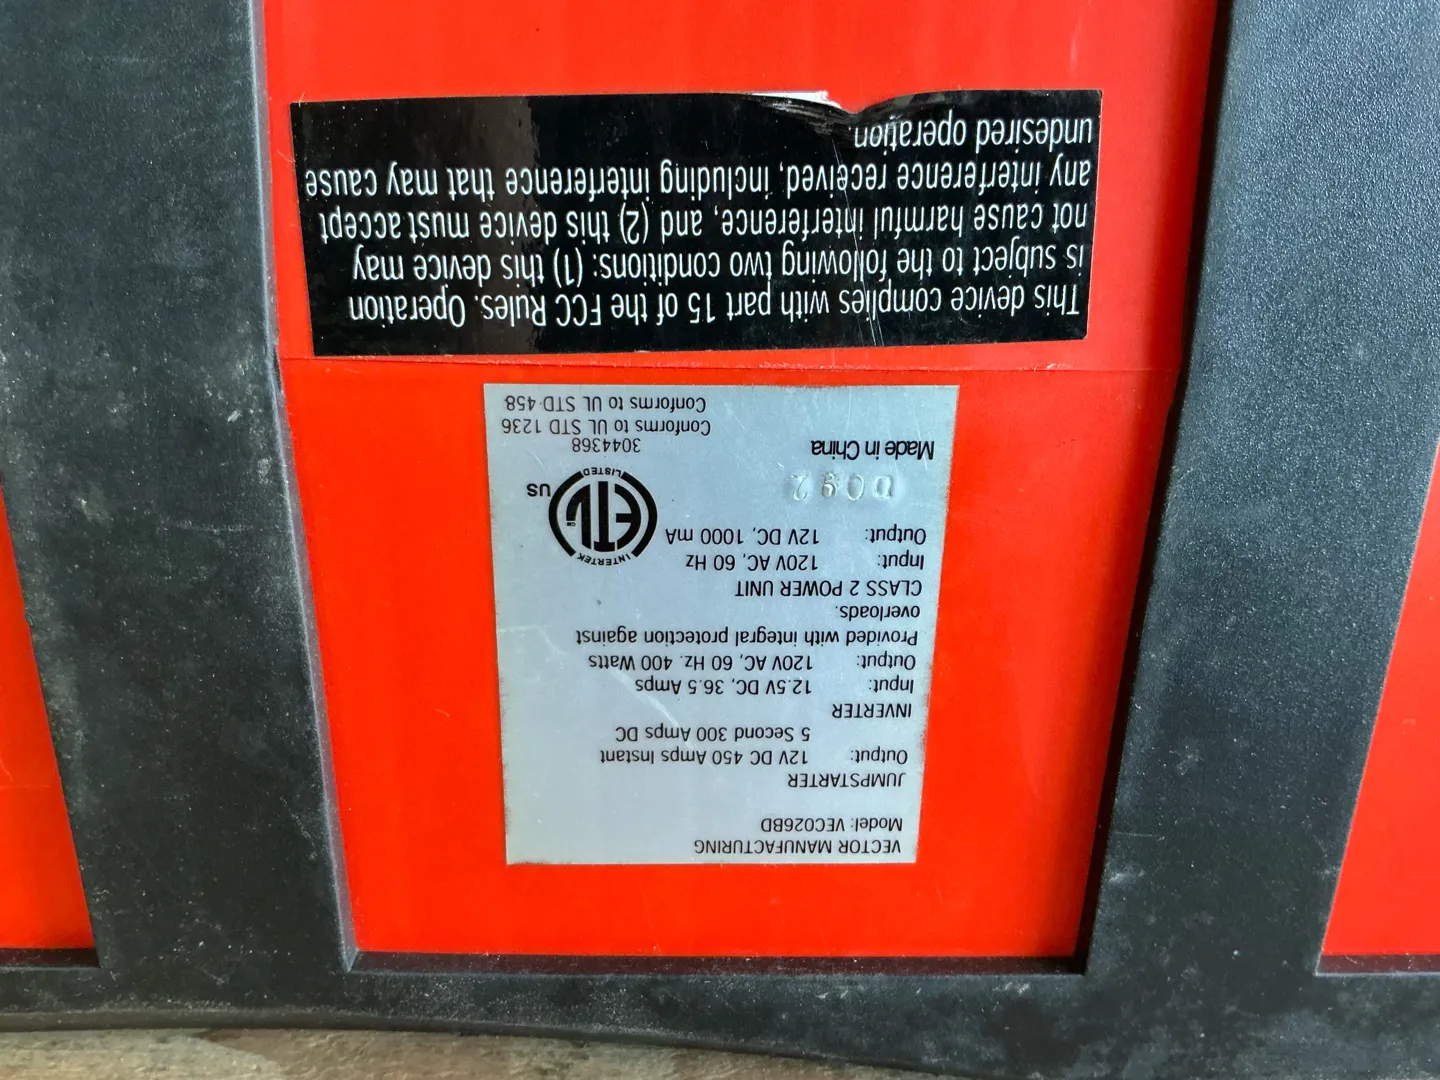 VECTOR MANUFACTURING
Model: VEC026BD
JUMPSTARTER
Output: 12V DC 450 Amps Instant
5 Second 300 Amps DC
INVERTER
Input: 12.5V DC, 36.5 Amps
Output: 120V AC, 60 Hz. 400 Watts
Provided with integral protection against
overloads.
CLASS 2 POWER UNIT
Input: 120V AC, 60 Hz
Output: 12V DC, 1000 mA
INTERTEK
ETL
CM
LISTED
US
Made in China
3044368
Conforms to UL STD 1236
Conforms to UL STD 458
This device complies with part 15 of the FCC Rules. Operation
is subject to the following two conditions: (1) this device may
not cause harmful interference, and (2) this device must accept
any interference received, including interference that may cause
undesired operation.